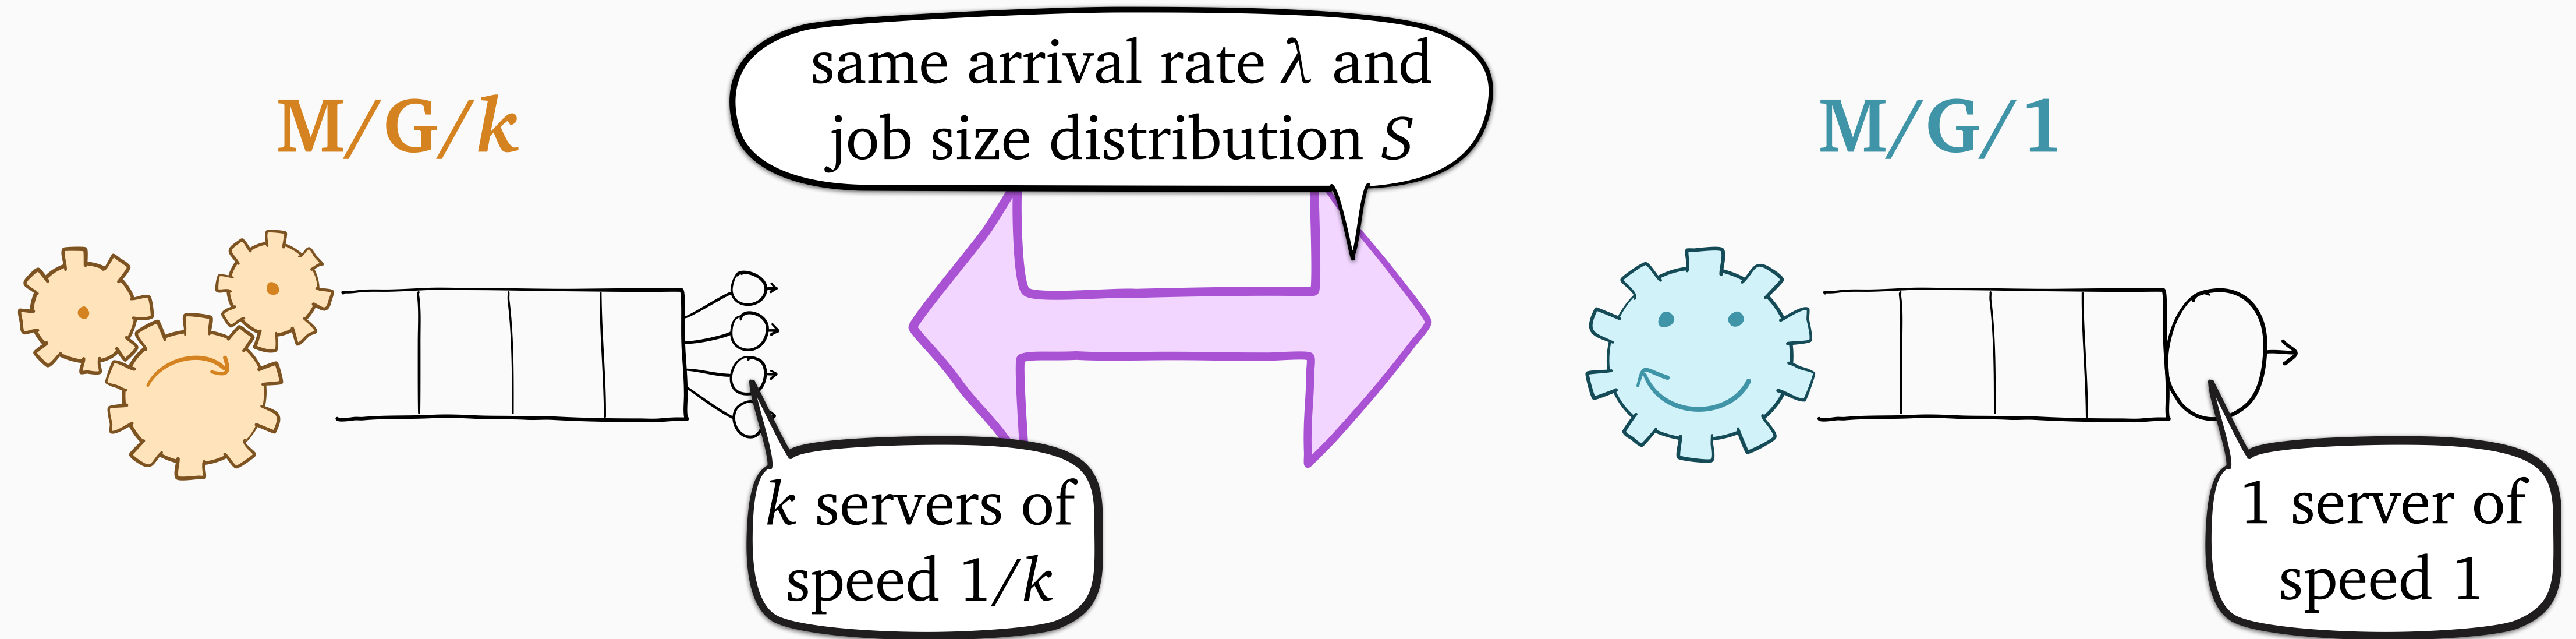 M/G/k
same arrival rate λ and
job size distribution S
M/G/1
k servers of
speed 1/k
1 server of
speed 1